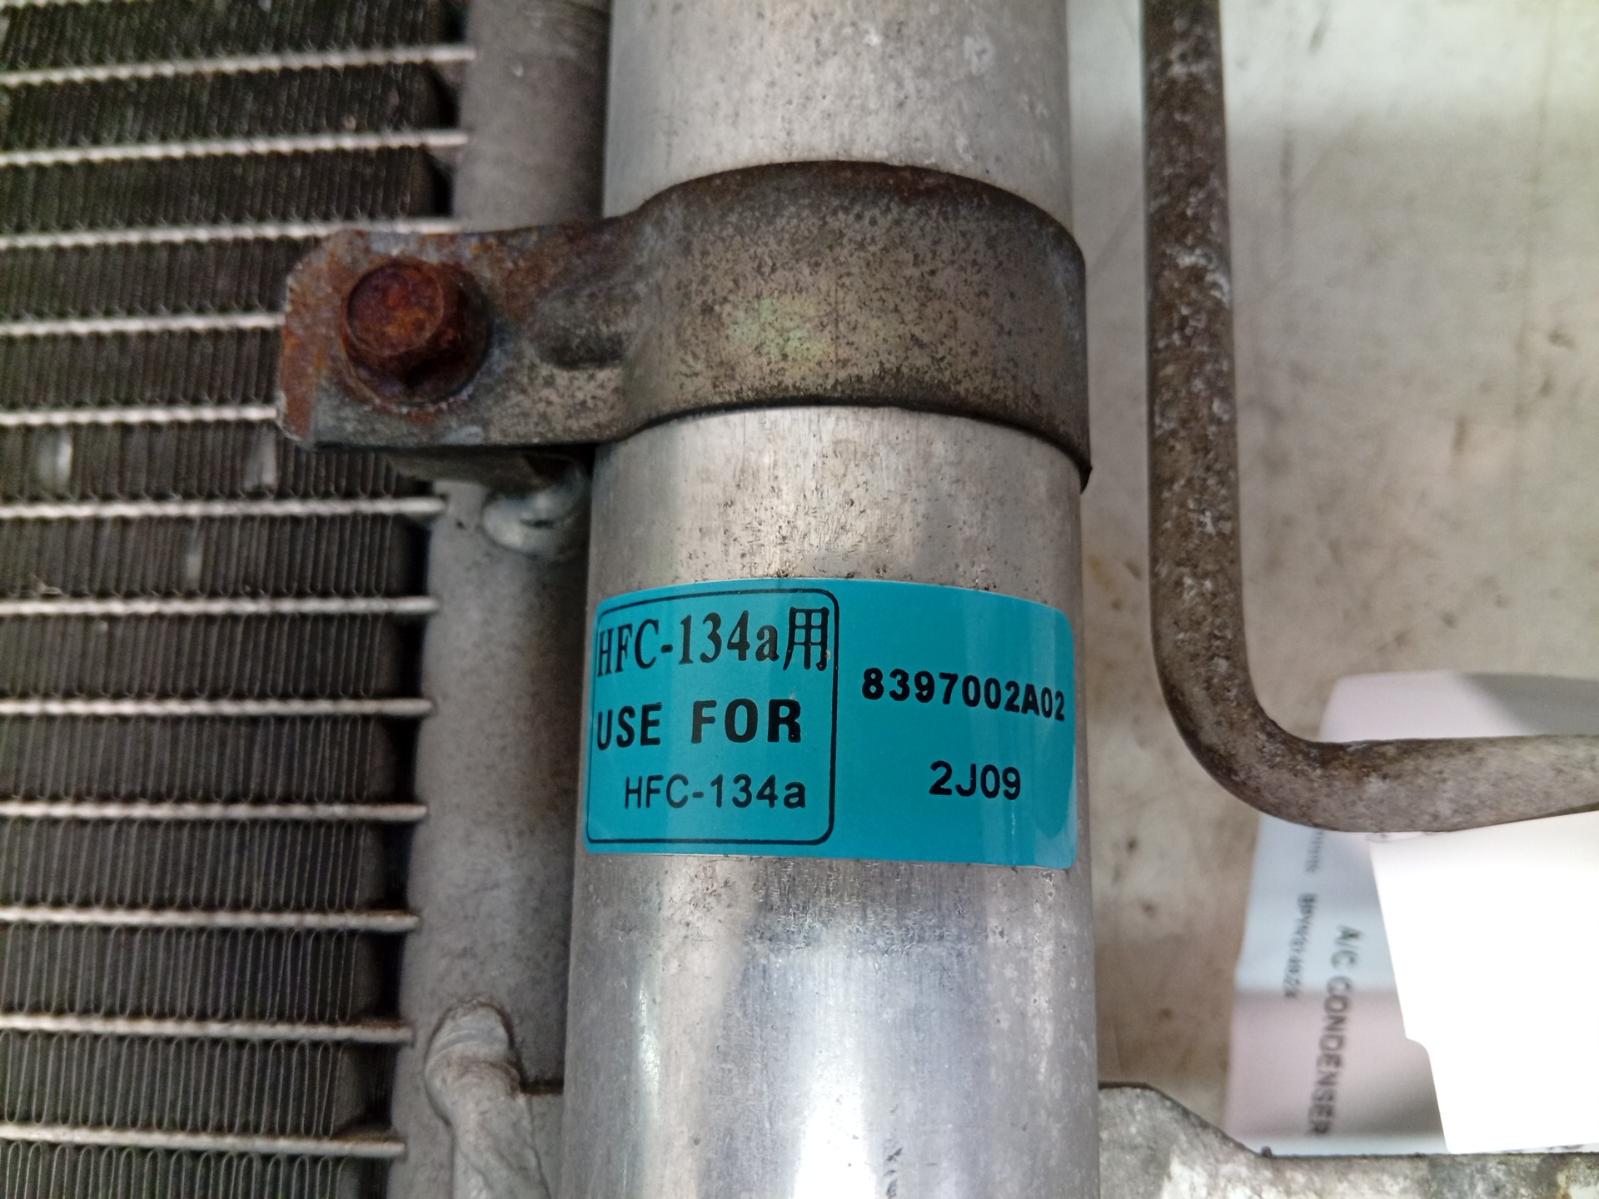 HFC-134a用
USE FOR
HFC-134a
8397002A02
2J09
A/C CONDENSER